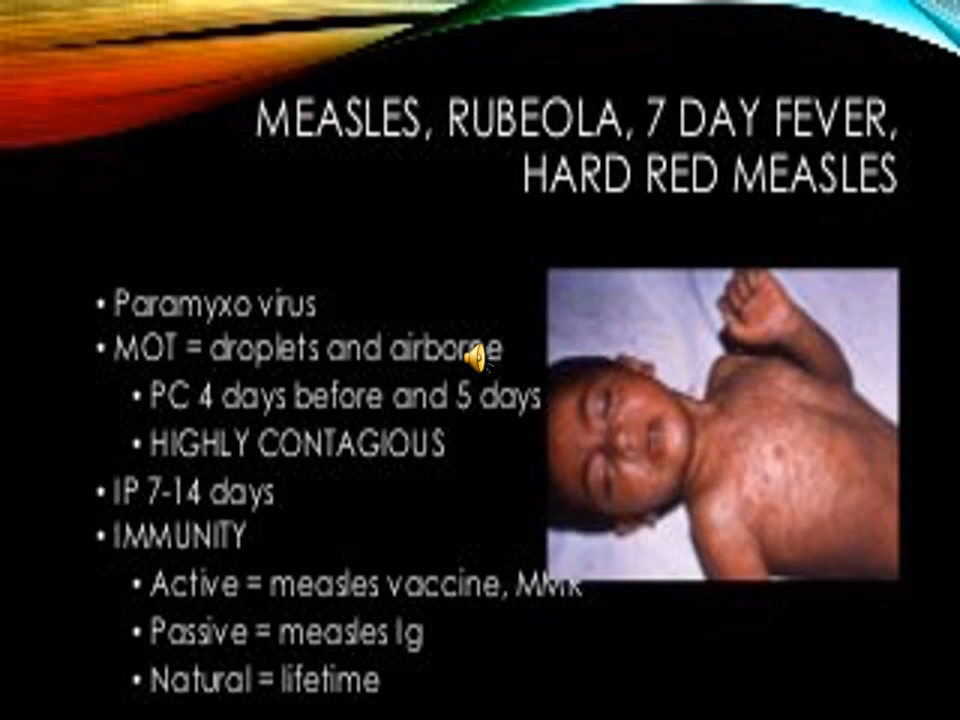 MEASLES, RUBEOLA, 7 DAY FEVER,
HARD RED MEASLES
• Paramyxo virus
• MOT = droplets and airborne
• PC 4 days before and 5 days
• HIGHLY CONTAGIOUS
• IP 7-14 days
• IMMUNITY
• Active = measles vaccine, MMR
• Passive = measles Ig
• Natural = lifetime